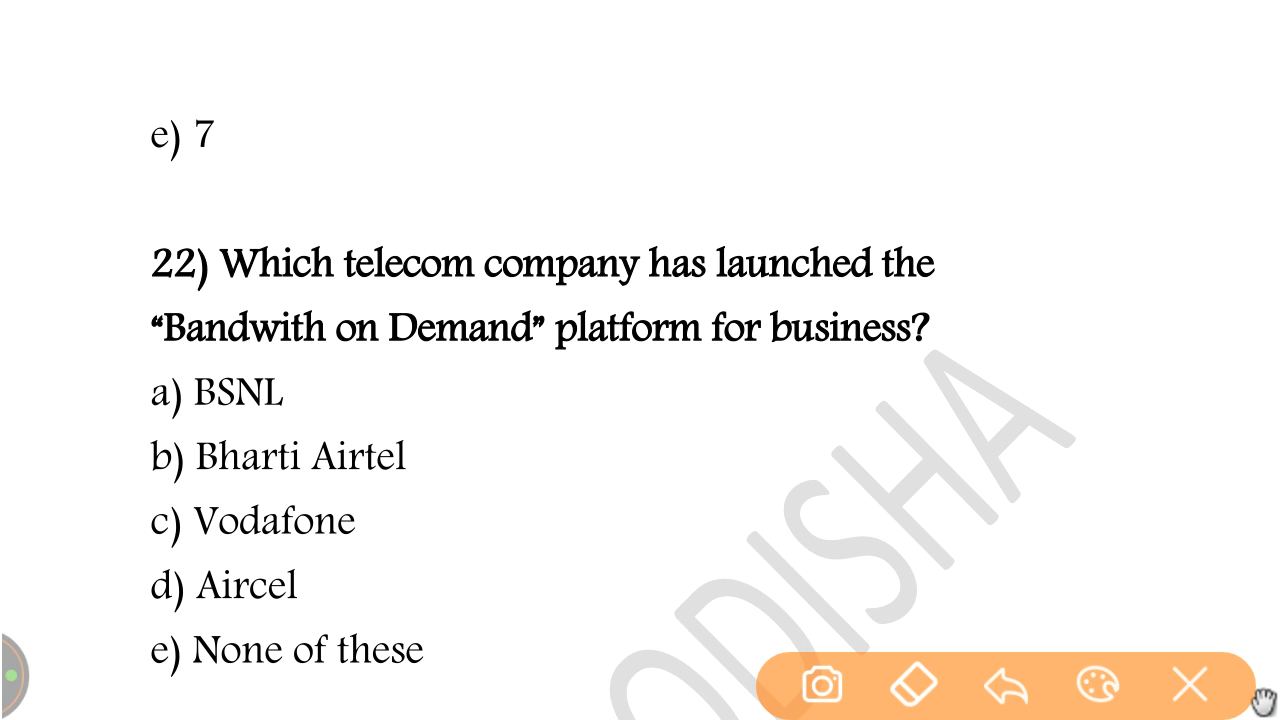 e) 7
22) Which telecom company has launched the
“Bandwith on Demand” platform for business?
a) BSNL
b) Bharti Airtel
c) Vodafone
d) Aircel
e) None of these
ODISHA